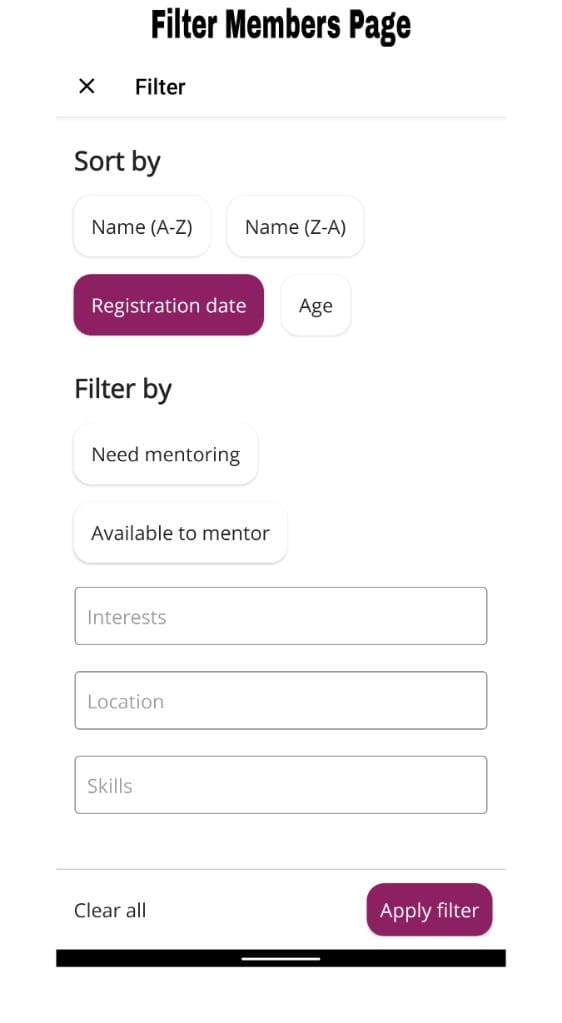 Filter Members Page
Filter
Sort by
Name (A-Z) Name (Z-A)
Registration date Age
Filter by
Need mentoring
Available to mentor
Interests
Location
Skills
Clear all Apply filter